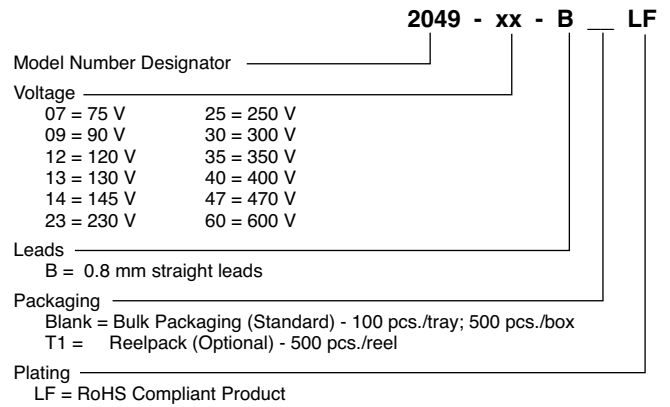 2049 - xx - B __ LF
Model Number Designator
Voltage
07 = 75 V 25 = 250 V
09 = 90 V 30 = 300 V
12 = 120 V 35 = 350 V
13 = 130 V 40 = 400 V
14 = 145 V 47 = 470 V
23 = 230 V 60 = 600 V
Leads
B = 0.8 mm straight leads
Packaging
Blank = Bulk Packaging (Standard) - 100 pcs./tray; 500 pcs./box
T1 = Reelpack (Optional) - 500 pcs./reel
Plating
LF = RoHS Compliant Product